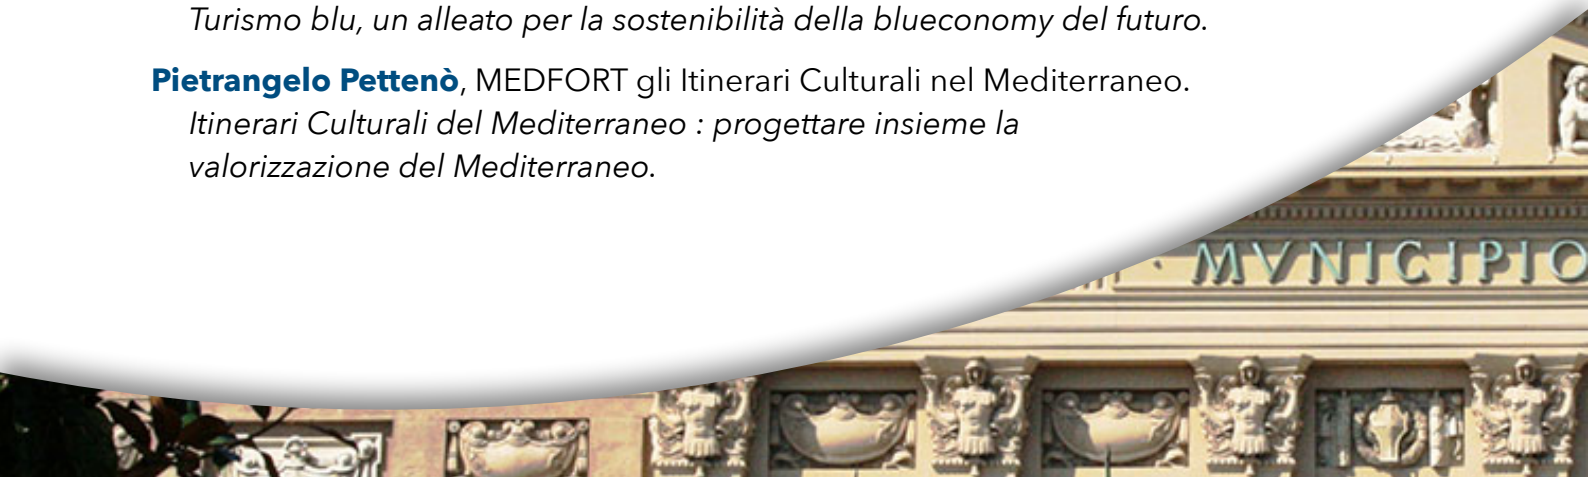 Turismo blu, un alleato per la sostenibilità della blueconomy del futuro.
Pietrangelo Pettenò, MEDFORT gli Itinerari Culturali nel Mediterraneo.
Itinerari Culturali del Mediterraneo : progettare insieme la
valorizzazione del Mediterraneo.
· MVNICIPIO